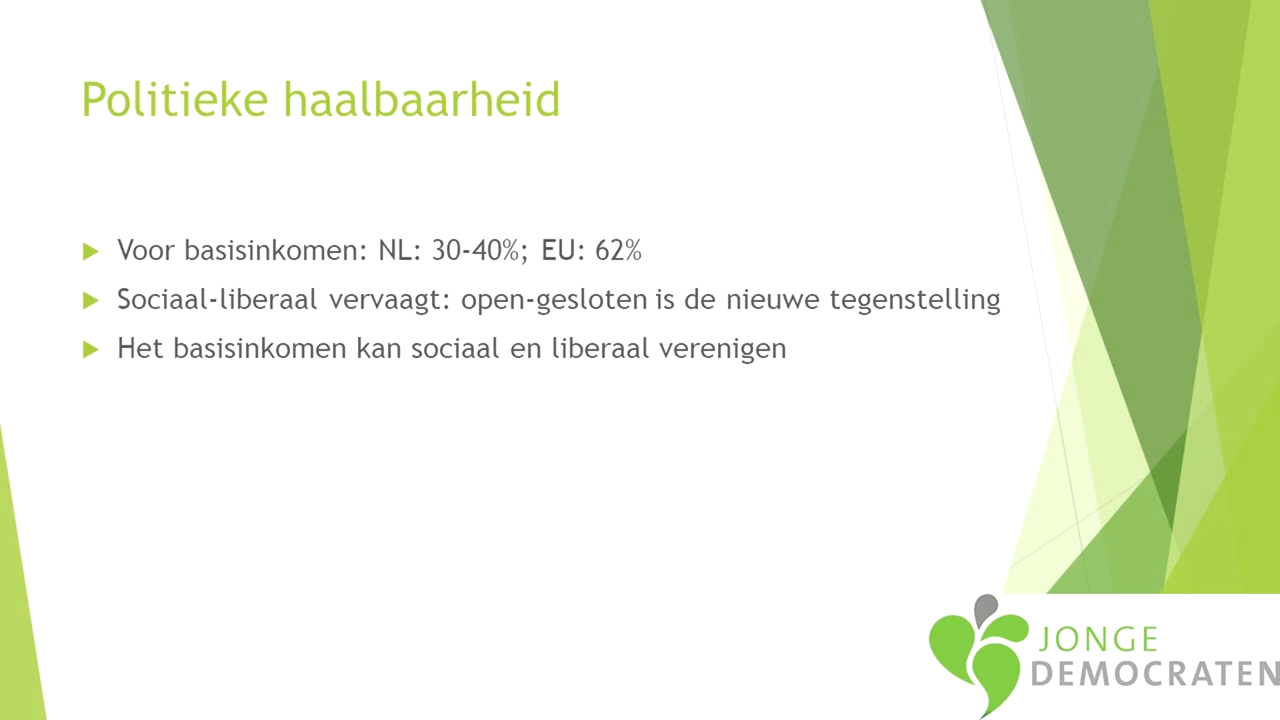 Politieke haalbaarheid
Voor basisinkomen: NL: 30-40%; EU: 62%
Sociaal-liberaal vervaagt: open-gesloten is de nieuwe tegenstelling
Het basisinkomen kan sociaal en liberaal verenigen
JONGE
DEMOCRATEN